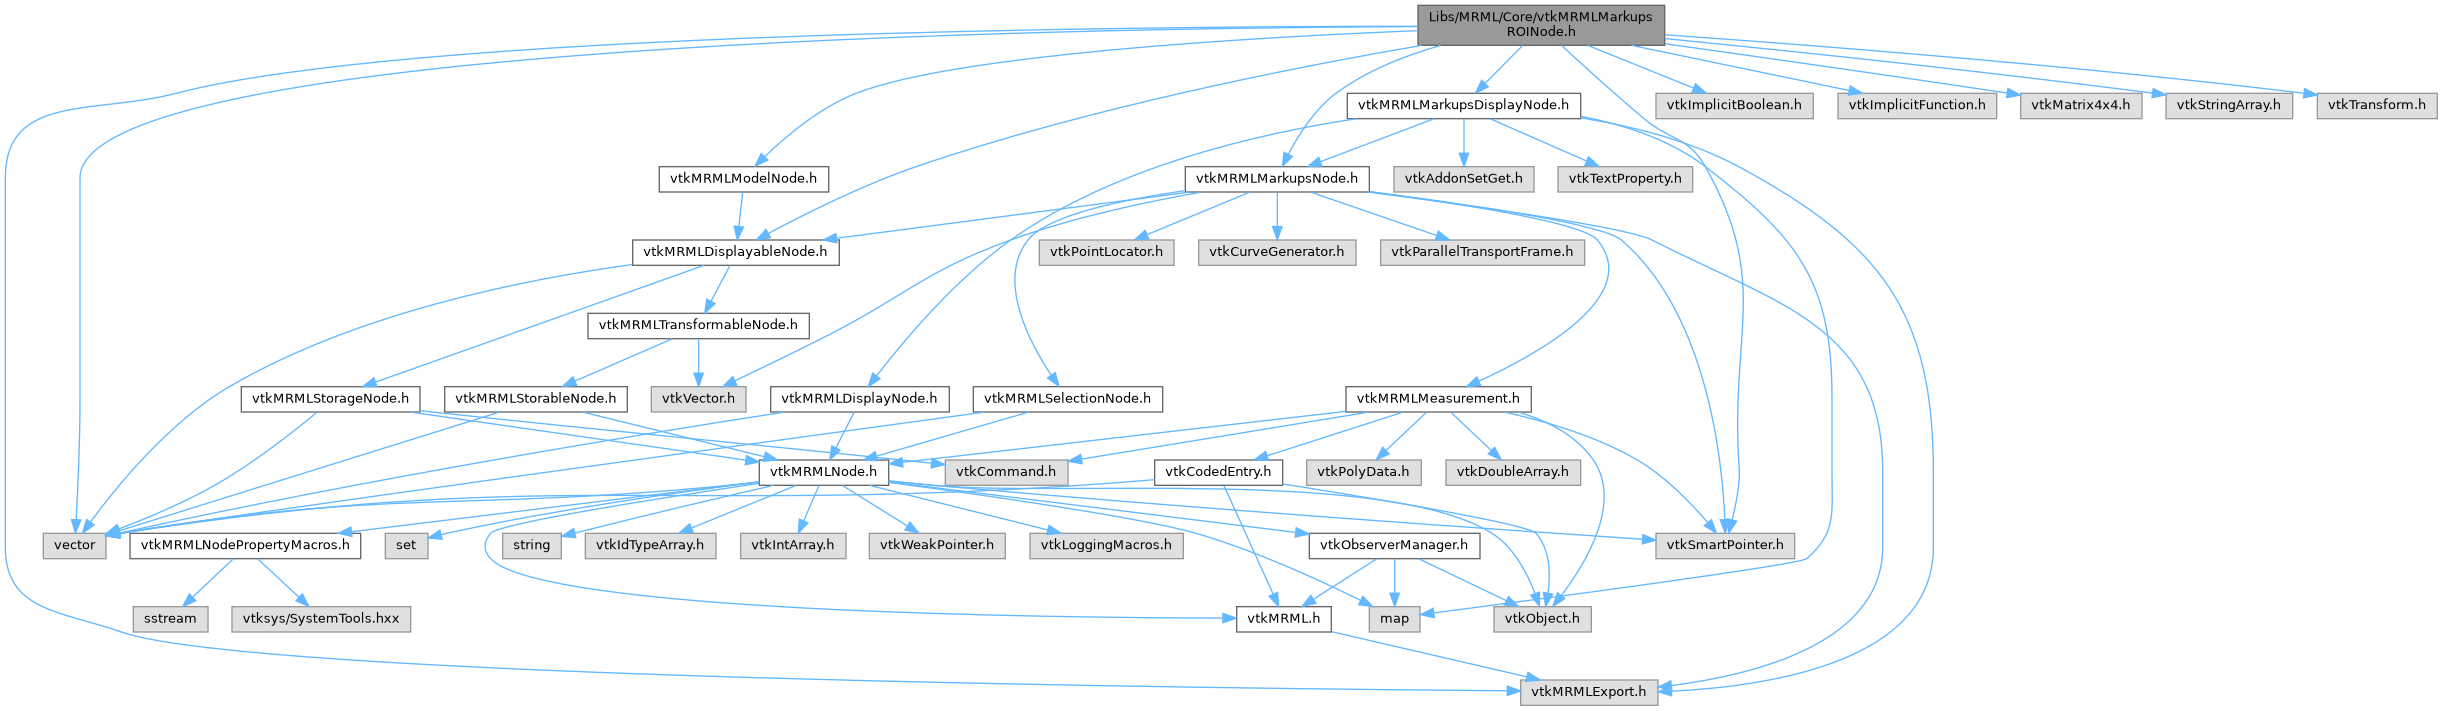 Libs/MRML/Core/vtkMRMLMarkups
ROINode.h
vtkMRMLMarkupsDisplayNode.h
vtkImplicitBoolean.h
vtkImplicitFunction.h
vtkMatrix4x4.h
vtkStringArray.h
vtkTransform.h
vtkMRMLModelNode.h
vtkMRMLMarkupsNode.h
vtkAddonSetGet.h
vtkTextProperty.h
vtkMRMLDisplayableNode.h
vtkPointLocator.h
vtkCurveGenerator.h
vtkParallelTransportFrame.h
vtkMRMLTransformableNode.h
vtkMRMLStorageNode.h
vtkMRMLStorableNode.h
vtkVector.h
vtkMRMLDisplayNode.h
vtkMRMLSelectionNode.h
vtkMRMLMeasurement.h
vtkMRMLNode.h
vtkCommand.h
vtkCodedEntry.h
vtkPolyData.h
vtkDoubleArray.h
vector
vtkMRMLNodePropertyMacros.h
set
string
vtkIdTypeArray.h
vtkIntArray.h
vtkWeakPointer.h
vtkLoggingMacros.h
vtkObserverManager.h
vtkSmartPointer.h
sstream
vtksys/SystemTools.hxx
vtkMRML.h
map
vtkObject.h
vtkMRMLExport.h